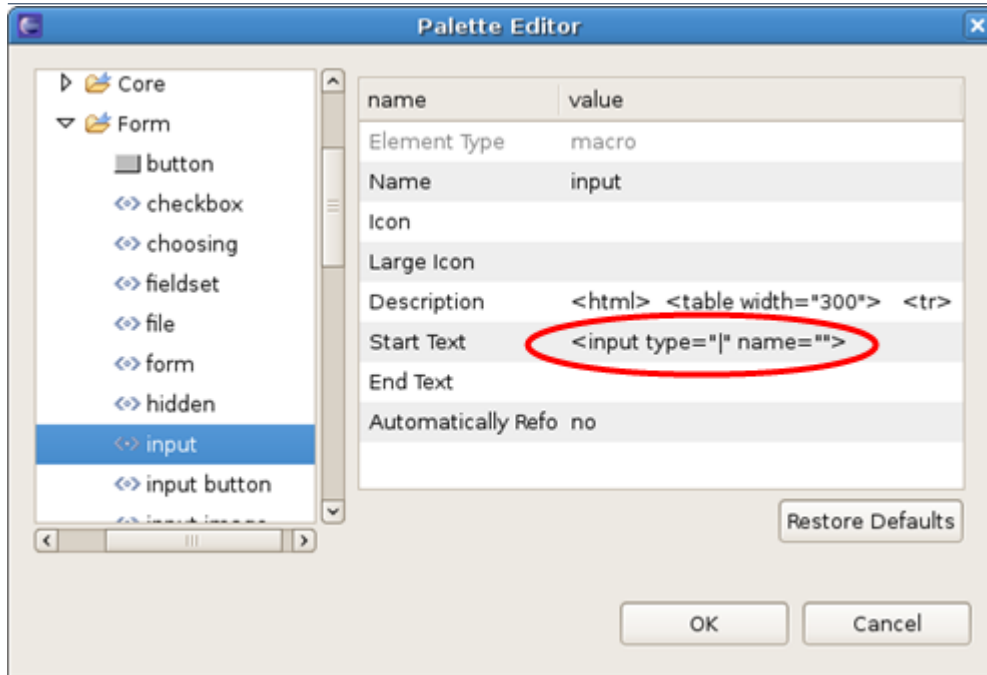 Palette Editor
Core
Form
button
checkbox
choosing
fieldset
file
form
hidden
input
input button
input image
name value
Element Type macro
Name input
Icon
Large Icon
Description <html> <table width="300"> <tr>
Start Text <input type="|" name="">
End Text
Automatically Refo no
Restore Defaults
OK Cancel